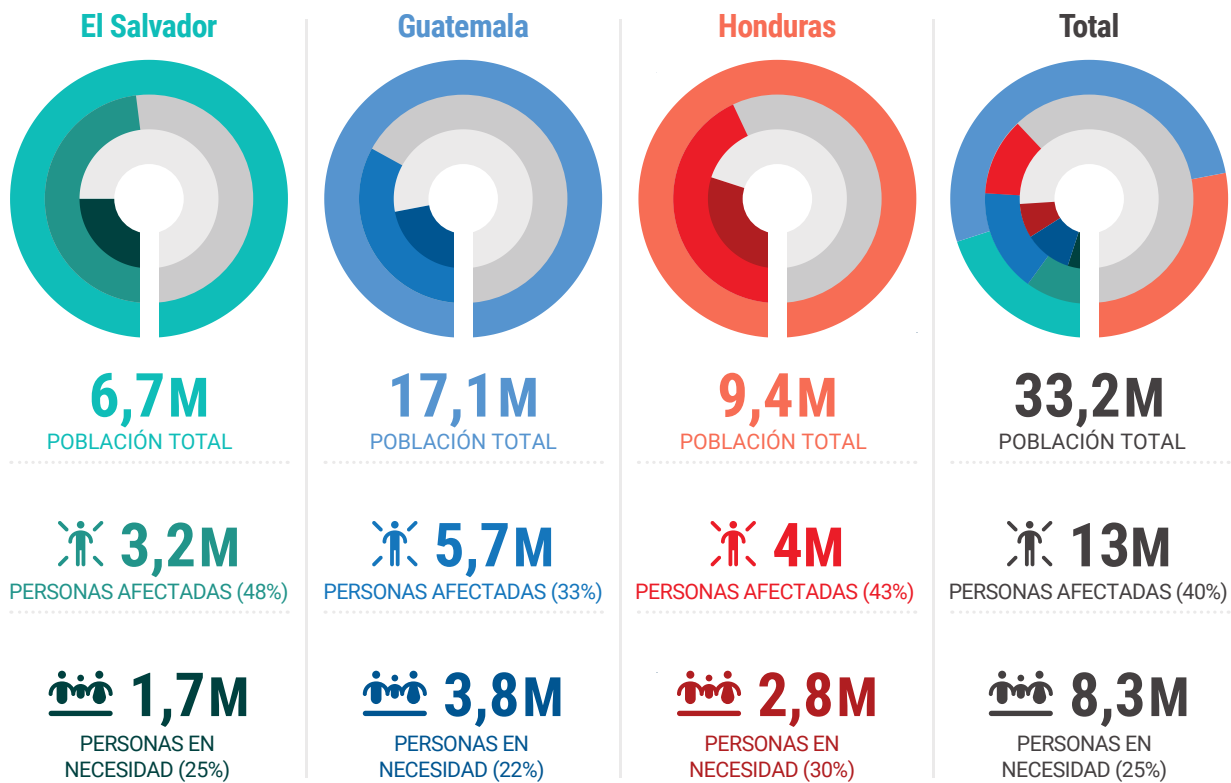 El Salvador
6,7M
POBLACIÓN TOTAL
3,2M
PERSONAS AFECTADAS (48%)
1,7M
PERSONAS EN
NECESIDAD (25%)
Guatemala
17,1M
POBLACIÓN TOTAL
5,7M
PERSONAS AFECTADAS (33%)
3,8M
PERSONAS EN
NECESIDAD (22%)
Honduras
9,4M
POBLACIÓN TOTAL
4M
PERSONAS AFECTADAS (43%)
2,8M
PERSONAS EN
NECESIDAD (30%)
Total
33,2M
POBLACIÓN TOTAL
13M
PERSONAS AFECTADAS (40%)
8,3M
PERSONAS EN
NECESIDAD (25%)